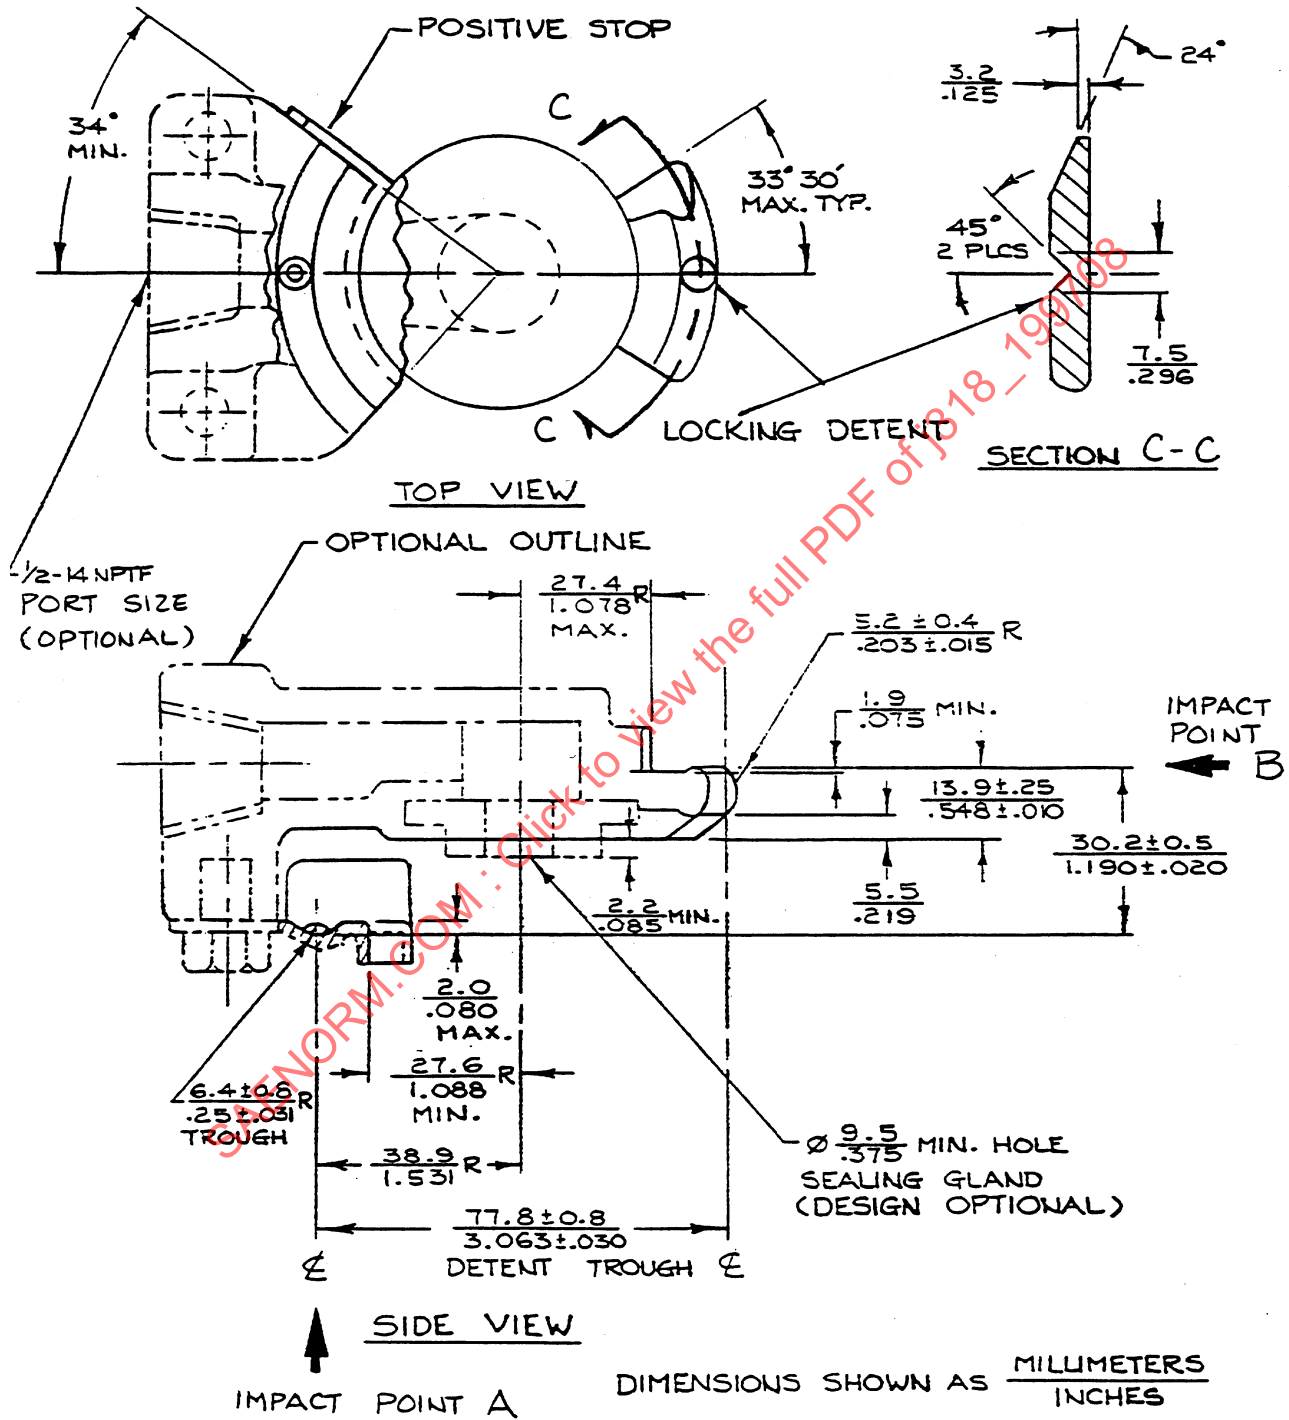 POSITIVE STOP
34°
MIN.
C
33° 30'
MAX. TYP.
C
LOCKING DETENT
TOP VIEW
3.2
.125
24°
45°
2 PLCS
7.5
.296
SECTION C-C
OPTIONAL OUTLINE
1/2-14 NPTF
PORT SIZE
(OPTIONAL)
27.4
1.078 R
MAX.
5.2 ± 0.4
.203 ± .015 R
1.9
.075 MIN.
IMPACT
POINT
B
13.9 ± .25
.548 ± .010
30.2 ± 0.5
1.190 ± .020
5.5
.219
2.2
.085 MIN.
2.0
.080
MAX.
27.6
1.088 R
MIN.
6.4 ± 0.8
.25 ± .031 R
TROUGH
38.9
1.531 R
Ø 9.5
.375 MIN. HOLE
SEALING GLAND
(DESIGN OPTIONAL)
77.8 ± 0.8
3.063 ± .030
DETENT TROUGH ℄
℄
SIDE VIEW
IMPACT POINT A
DIMENSIONS SHOWN AS MILLIMETERS
INCHES
SAENORM.COM : Click to view the full PDF of j818_199708